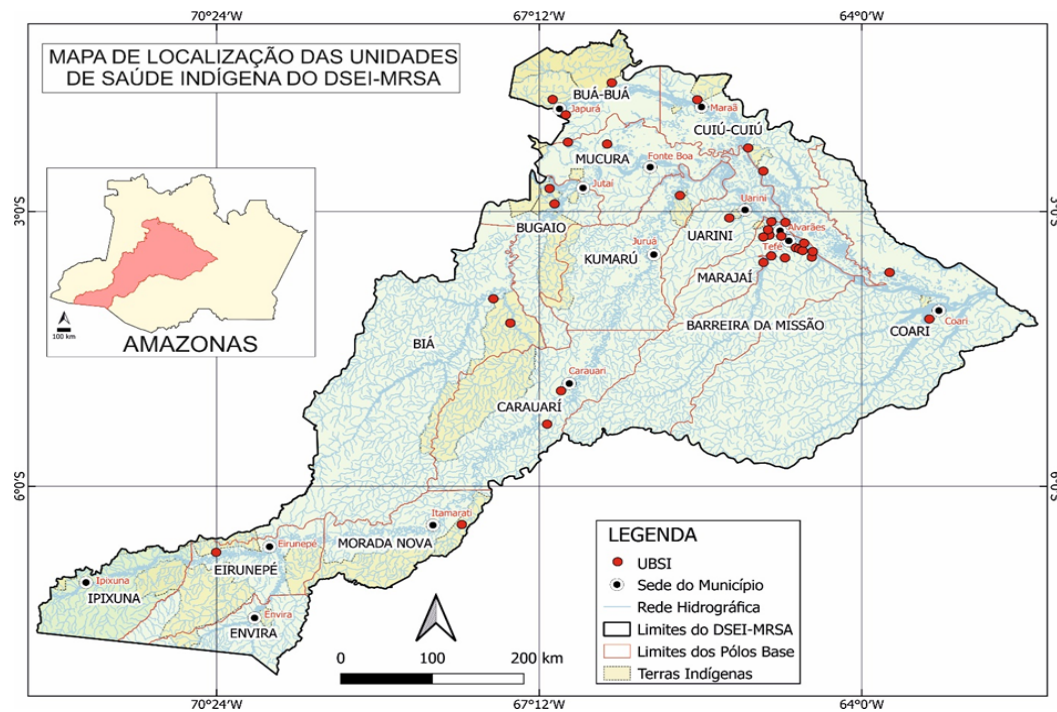 70°24'W
67°12'W
64°0'W
MAPA DE LOCALIZAÇÃO DAS UNIDADES
DE SAÚDE INDÍGENA DO DSEI-MRSA
BUÁ-BUÁ
Japurá
Maraã
CUIÚ-CUIÚ
MUCURA
Fonte Boa
Jutaí
3°0'S
3°0'S
Uarini
BUGAIO
UARINI
Alvarães
Juruá
KUMARÚ
Tefé
MARAJAÍ
100 km
AMAZONAS
BIÁ
BARREIRA DA MISSÃO
COARI
Coari
Carauari
CARAUARÍ
6°0'S
6°0'S
Itamarati
MORADA NOVA
Eirunepé
EIRUNEPÉ
Ipixuna
IPIXUNA
Envira
ENVIRA
LEGENDA
UBSI
Sede do Município
Rede Hidrográfica
Limites do DSEI-MRSA
Limites dos Pólos Base
Terras Indígenas
0
100
200 km
70°24'W
67°12'W
64°0'W